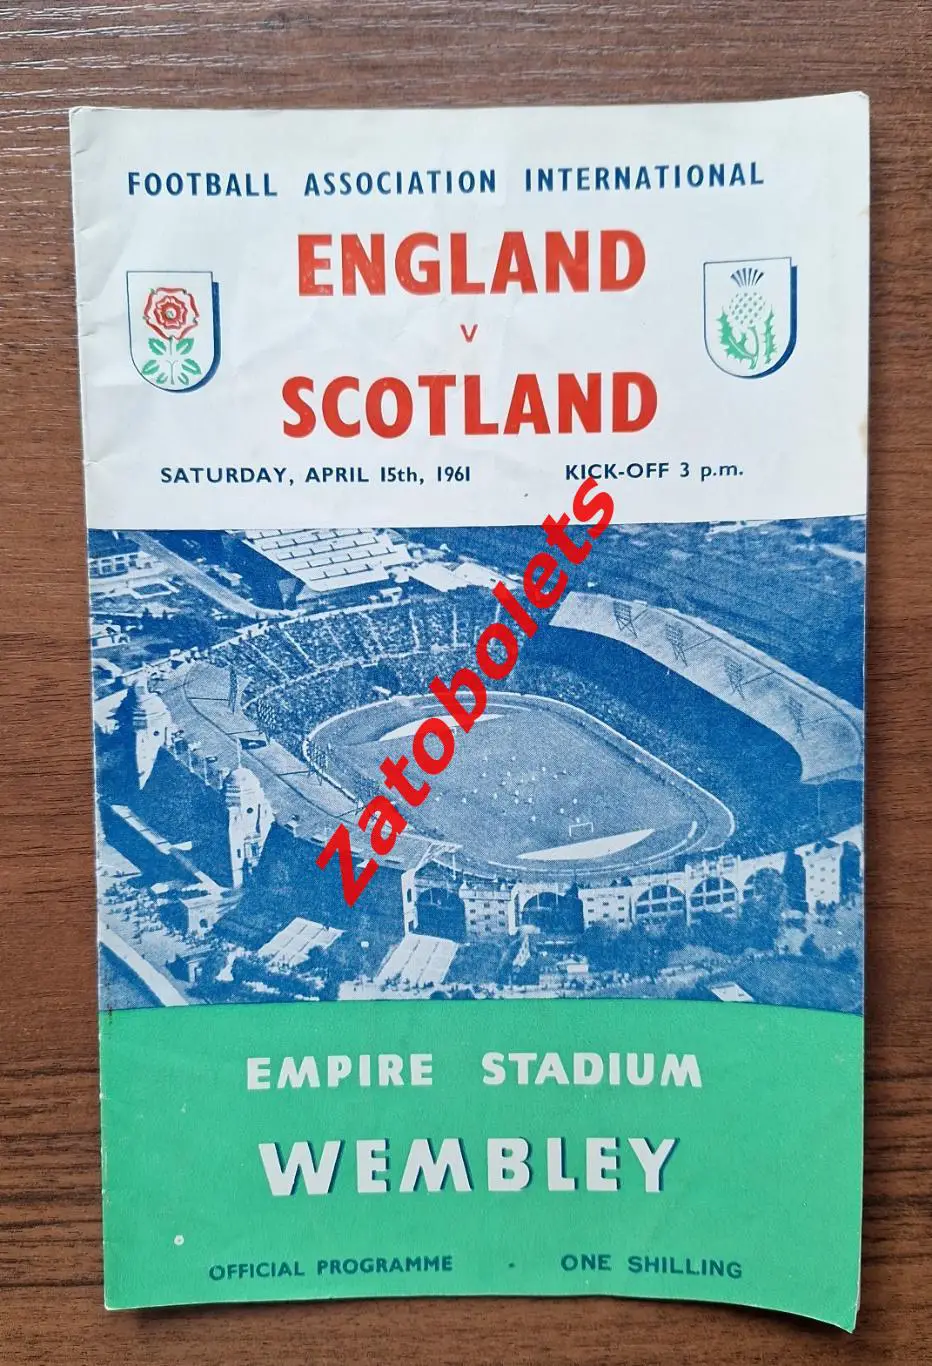 FOOTBALL ASSOCIATION INTERNATIONAL
ENGLAND
v
SCOTLAND
SATURDAY, APRIL 15th, 1961 KICK-OFF 3 p.m.
Zatobolets
EMPIRE STADIUM
WEMBLEY
OFFICIAL PROGRAMME . ONE SHILLING